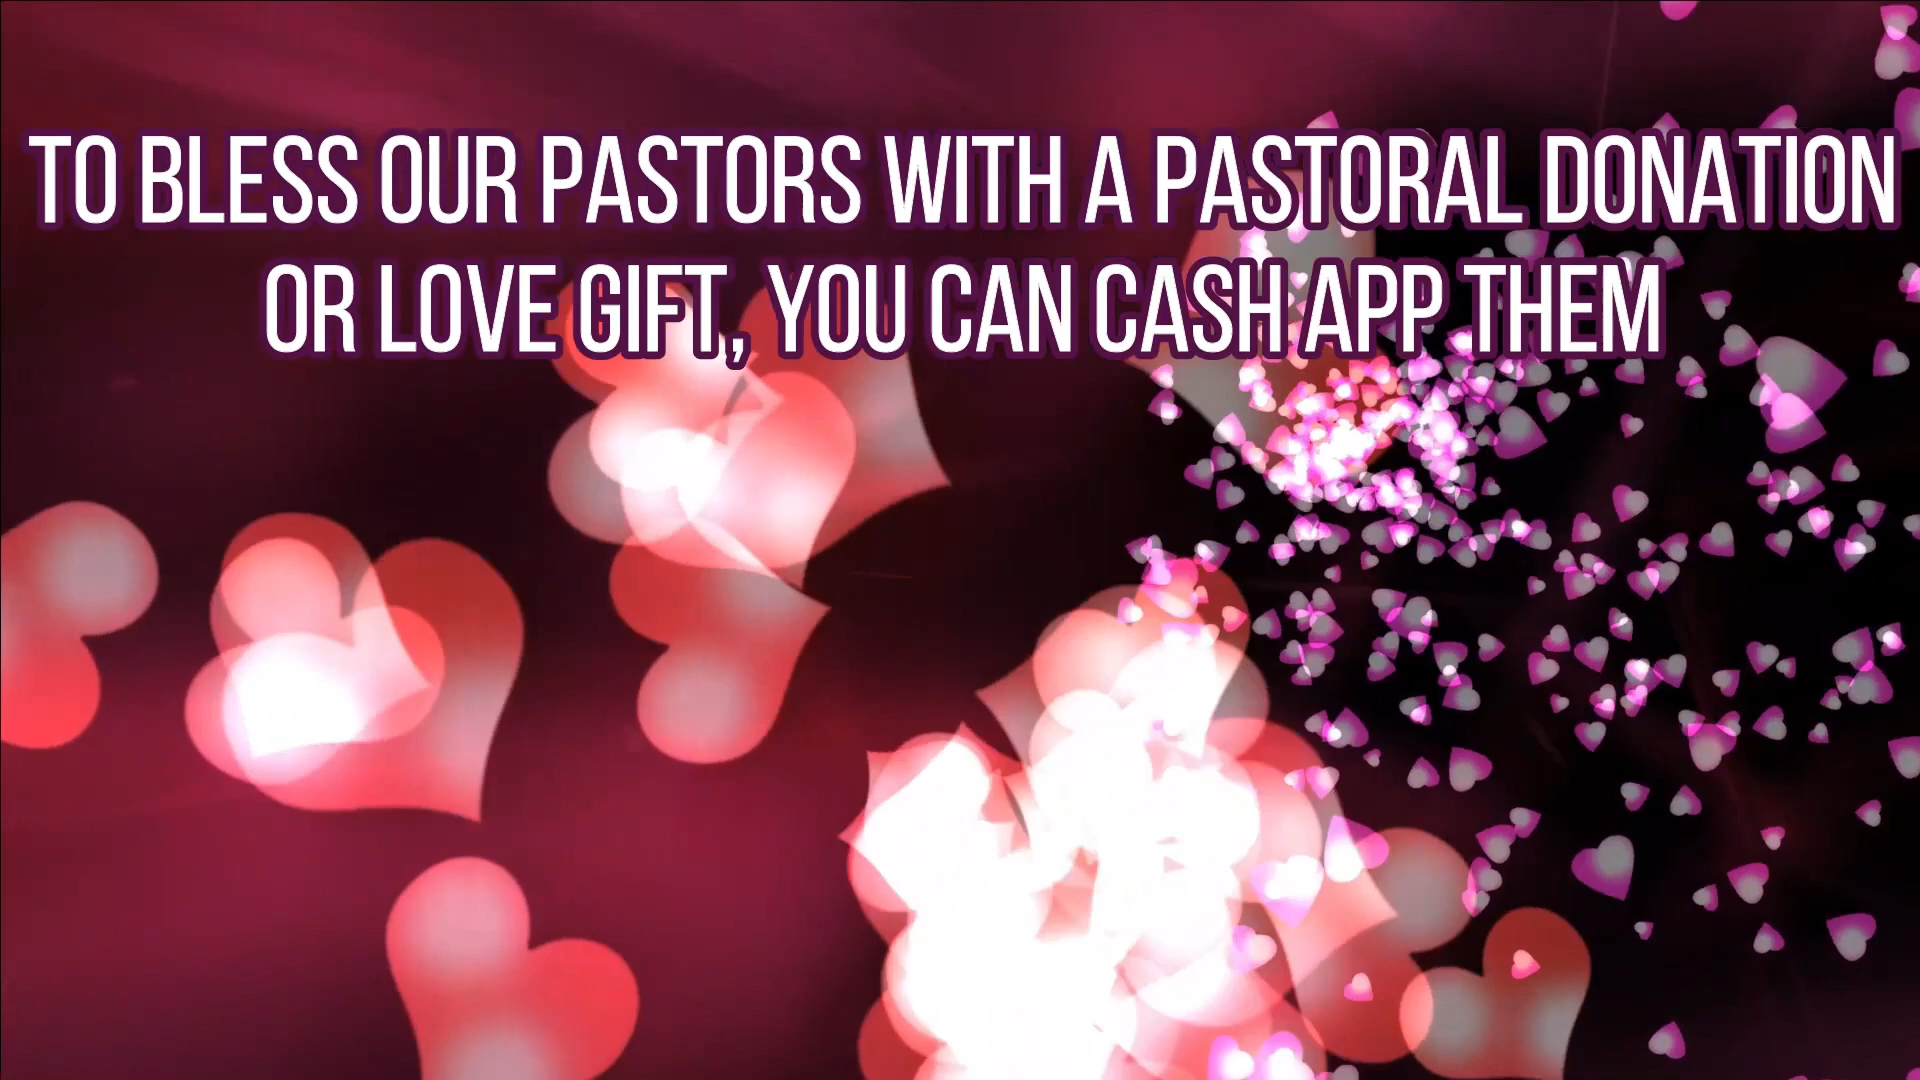 TO BLESS OUR PASTORS WITH A PASTORAL DONATION
OR LOVE GIFT, YOU CAN CASH APP THEM